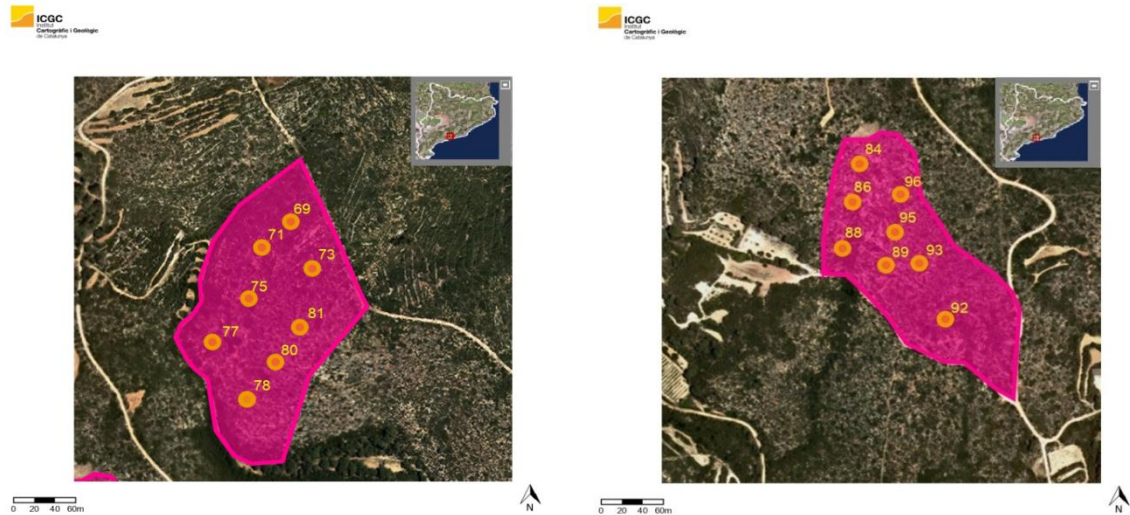 ICGC
Institut
Cartogràfic i Geològic
de Catalunya
69
71
73
75
81
77
80
78
0 20 40 60m
N
ICGC
Institut
Cartogràfic i Geològic
de Catalunya
84
86
96
95
88
89
93
92
0 20 40 60m
N